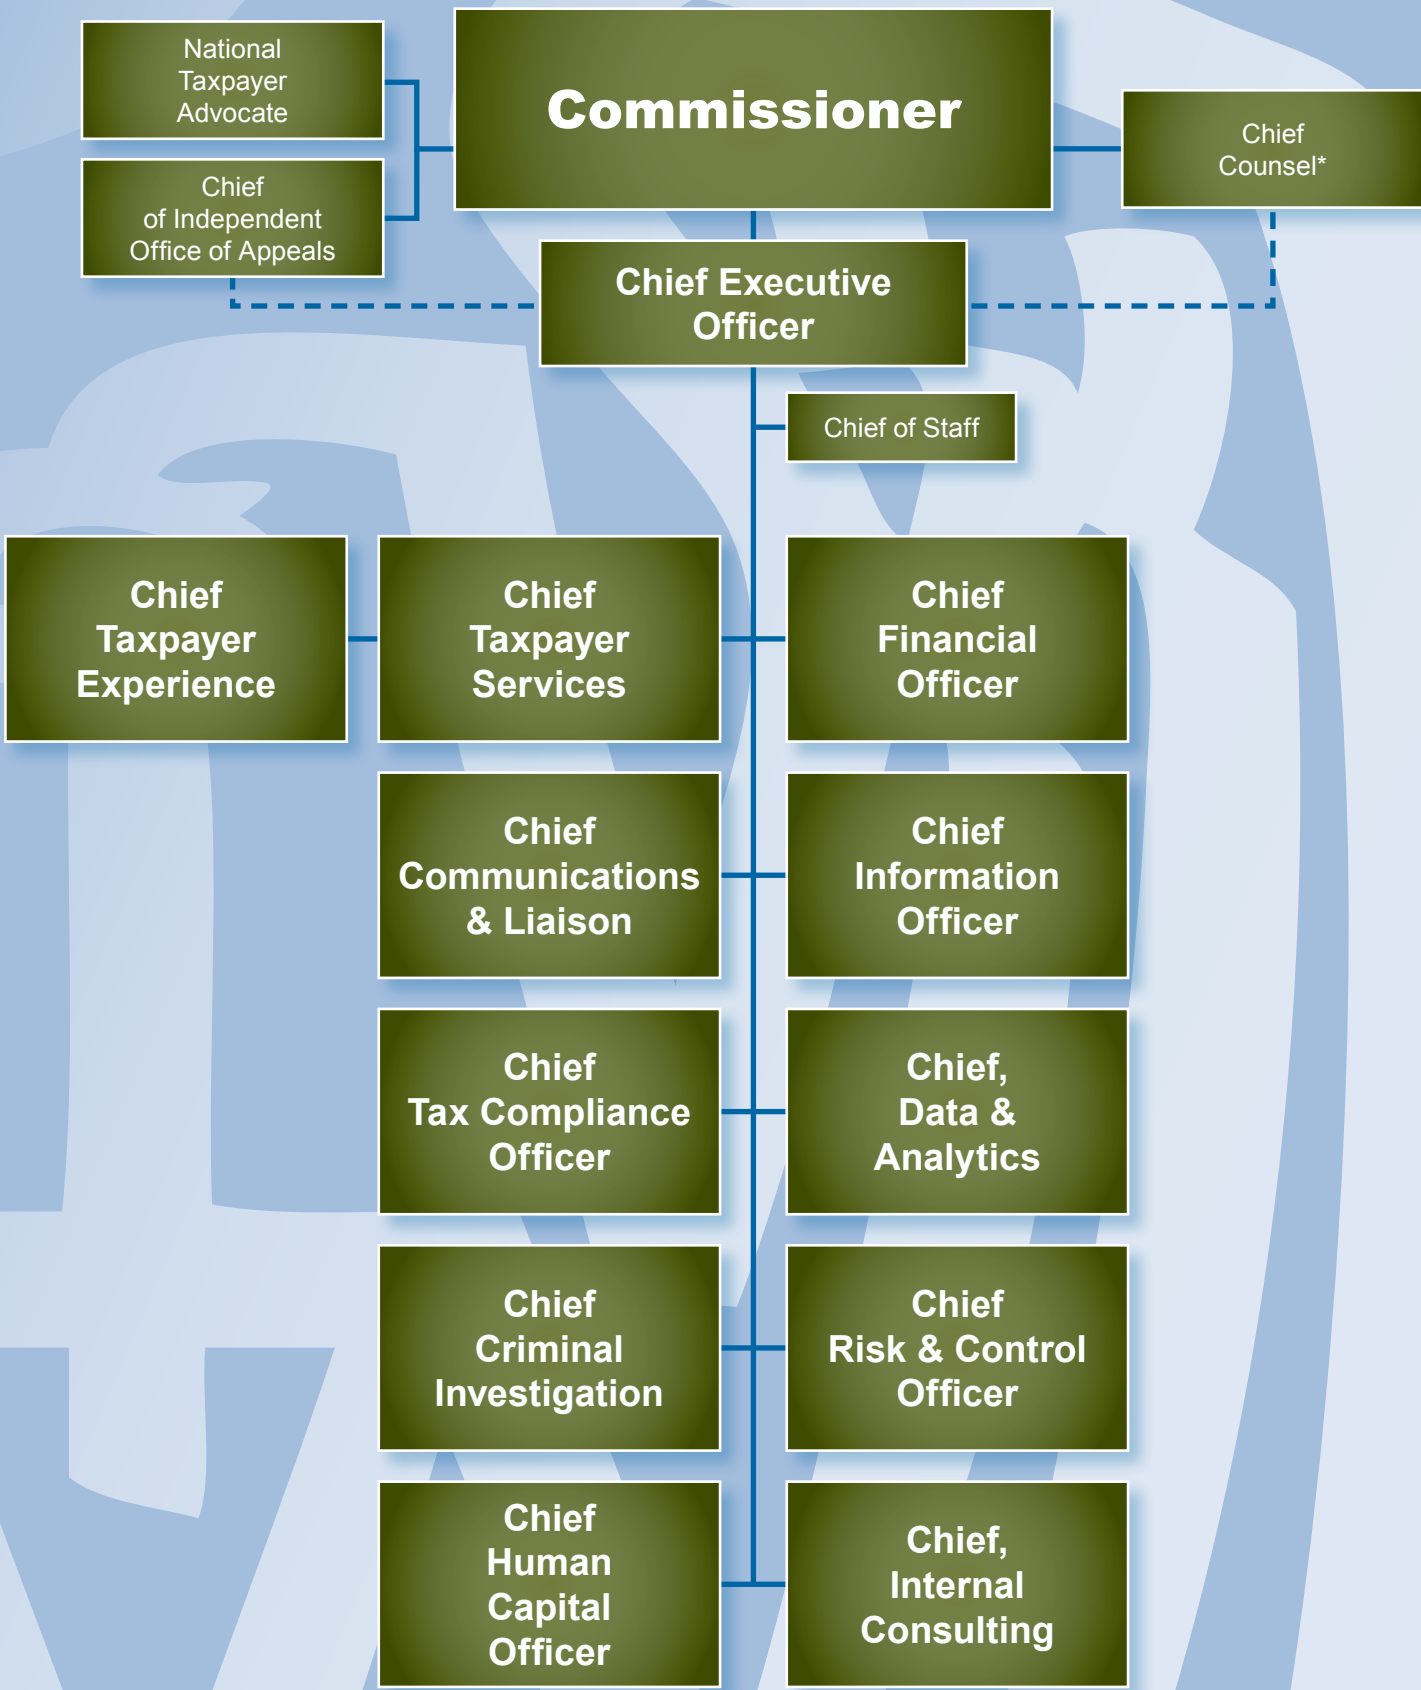 National
Taxpayer
Advocate
Commissioner
Chief
Counsel*
Chief
of Independent
Office of Appeals
Chief Executive
Officer
Chief of Staff
Chief
Taxpayer
Experience
Chief
Taxpayer
Services
Chief
Financial
Officer
Chief
Communications
& Liaison
Chief
Information
Officer
Chief
Tax Compliance
Officer
Chief,
Data &
Analytics
Chief
Criminal
Investigation
Chief
Risk & Control
Officer
Chief
Human
Capital
Officer
Chief,
Internal
Consulting